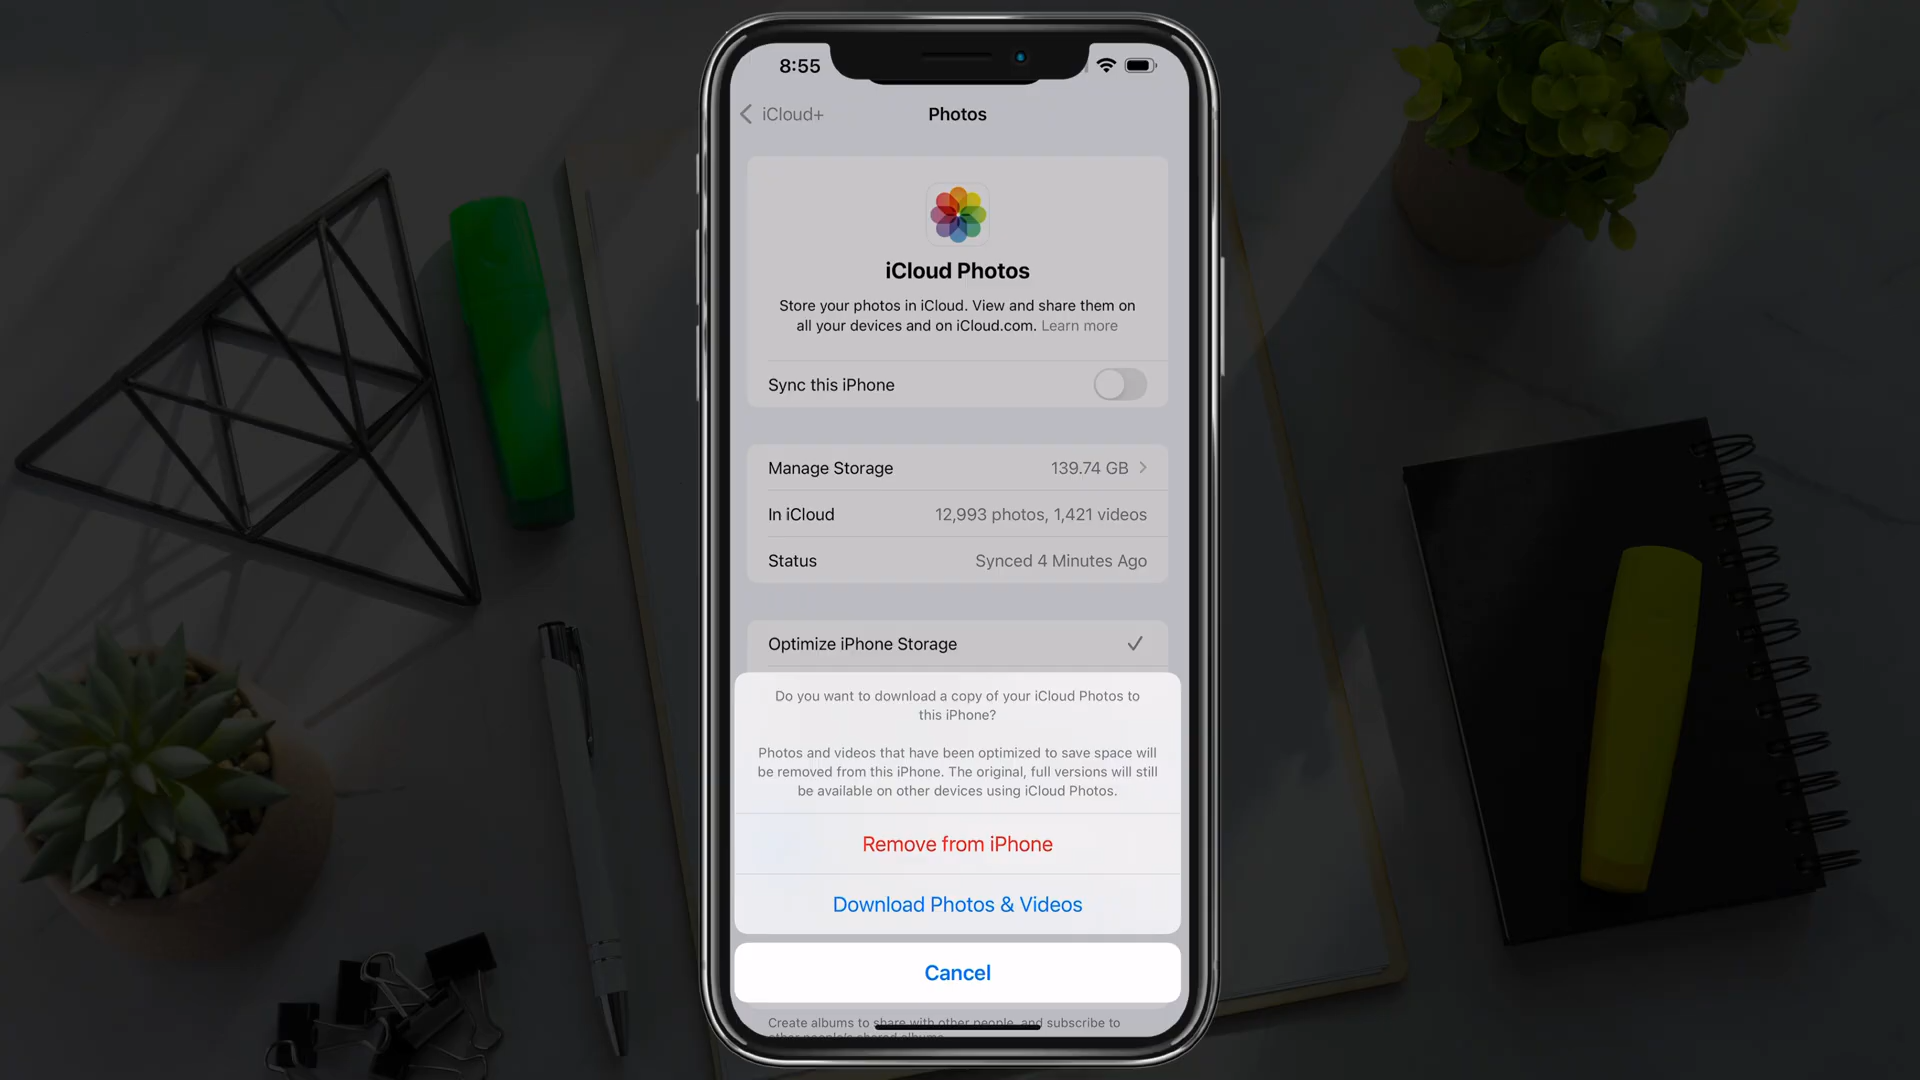 8:55
iCloud+
Photos
iCloud Photos
Store your photos in iCloud. View and share them on
all your devices and on iCloud.com. Learn more
Sync this iPhone
Manage Storage 139.74 GB
In iCloud 12,993 photos, 1,421 videos
Status Synced 4 Minutes Ago
Optimize iPhone Storage
Do you want to download a copy of your iCloud Photos to
this iPhone?
Photos and videos that have been optimized to save space will
be removed from this iPhone. The original, full versions will still
be available on other devices using iCloud Photos.
Remove from iPhone
Download Photos & Videos
Cancel
Create albums to share with other people, and subscribe to
other people's shared albums.